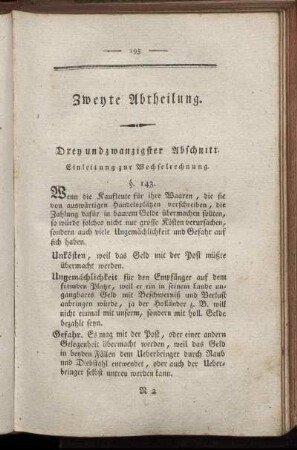 195
Zweyte Abtheilung.
Dreyundzwanzigster Abschnitt.
Einleitung zur Wechselrechnung.
§. 143.
Wenn die Kaufleute für ihre Waaren, die sie
von auswärtigen Handelsplätzen verschreiben, die
Zahlung dafür in baarem Gelde übermachen sollten,
so würde solches nicht nur grosse Kösten verursachen,
sondern auch viele Ungemächlichkeit und Gefahr auf
sich haben.
Unkösten, weil das Geld mit der Post müßte
übermacht werden.
Ungemächlichkeit für den Empfänger auf dem
fremden Platze, weil er ein in seinem Lande un-
gangbares Geld mit Beschwerniß und Verlust
anbringen würde, ja der Holländer z. B. will
nicht einmal mit unserm, sondern mit holl. Gelde
bezahlt seyn.
Gefahr. Es mag mit der Post, oder einer andern
Gelegenheit übermacht werden, weil das Geld
in beyden Fällen dem Ueberbringer durch Raub
und Diebstahl entwendet, oder auch der Ueber-
bringer selbst untreu werden kann.
N 2